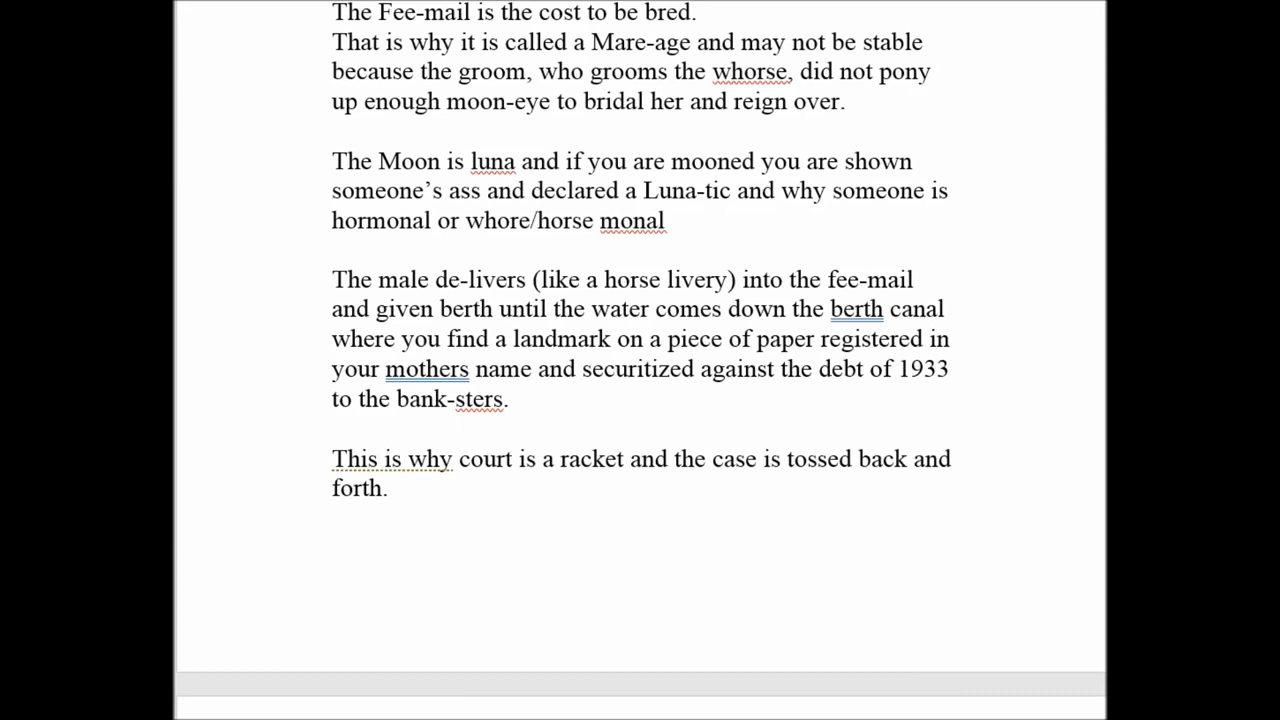 The Fee-mail is the cost to be bred.
That is why it is called a Mare-age and may not be stable
because the groom, who grooms the whorse, did not pony
up enough moon-eye to bridal her and reign over.
The Moon is luna and if you are mooned you are shown
someone’s ass and declared a Luna-tic and why someone is
hormonal or whore/horse monal
The male de-livers (like a horse livery) into the fee-mail
and given berth until the water comes down the berth canal
where you find a landmark on a piece of paper registered in
your mothers name and securitized against the debt of 1933
to the bank-sters.
This is why court is a racket and the case is tossed back and
forth.